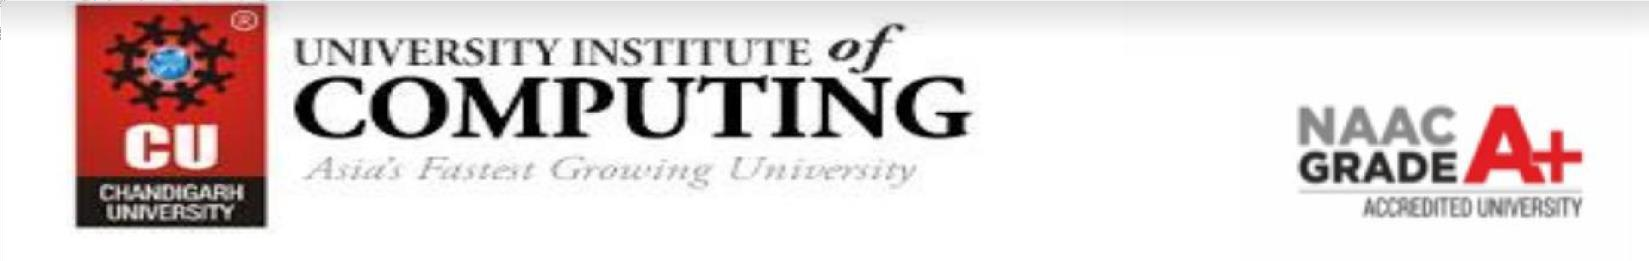 ®
CU
CHANDIGARH
UNIVERSITY
UNIVERSITY INSTITUTE of
COMPUTING
Asia's Fastest Growing University
NAAC
GRADE A+
ACCREDITED UNIVERSITY